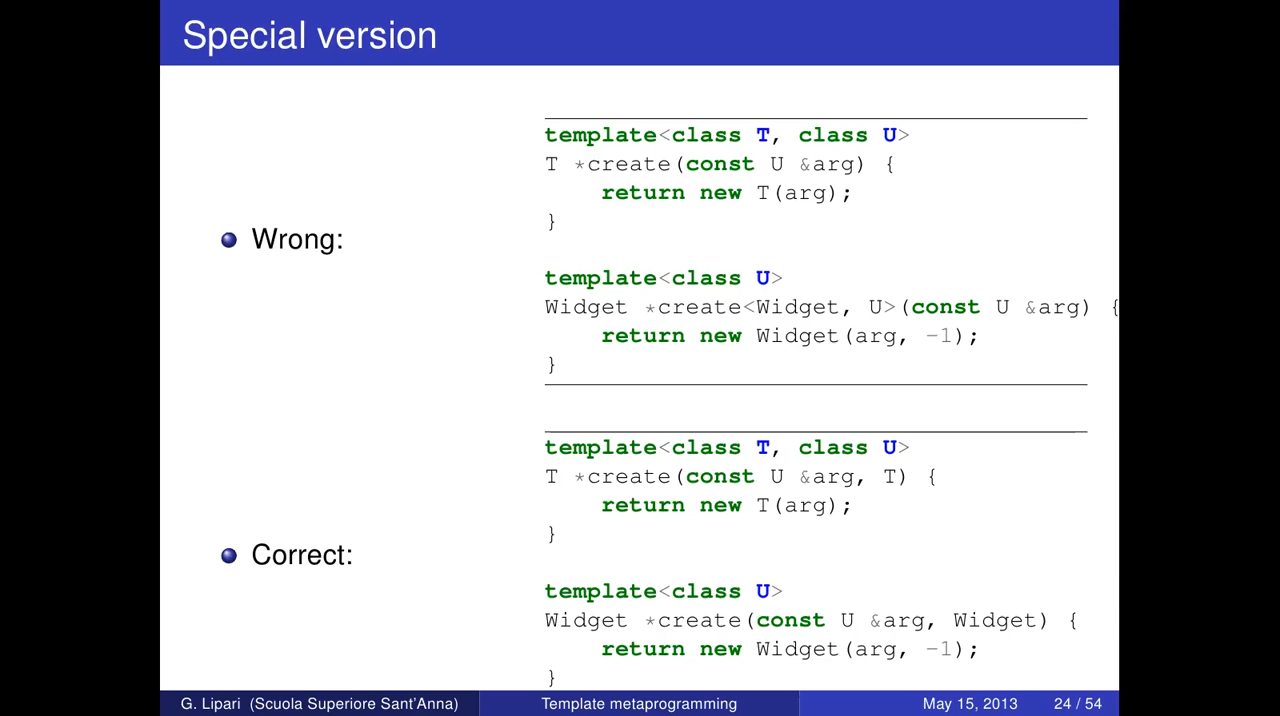 Special version
Wrong:
template<class T, class U>
T *create(const U &arg) {
    return new T(arg);
}
template<class U>
Widget *create<Widget, U>(const U &arg) {
    return new Widget(arg, -1);
}
Correct:
template<class T, class U>
T *create(const U &arg, T) {
    return new T(arg);
}
template<class U>
Widget *create(const U &arg, Widget) {
    return new Widget(arg, -1);
}
G. Lipari (Scuola Superiore Sant'Anna) Template metaprogramming May 15, 2013 24 / 54